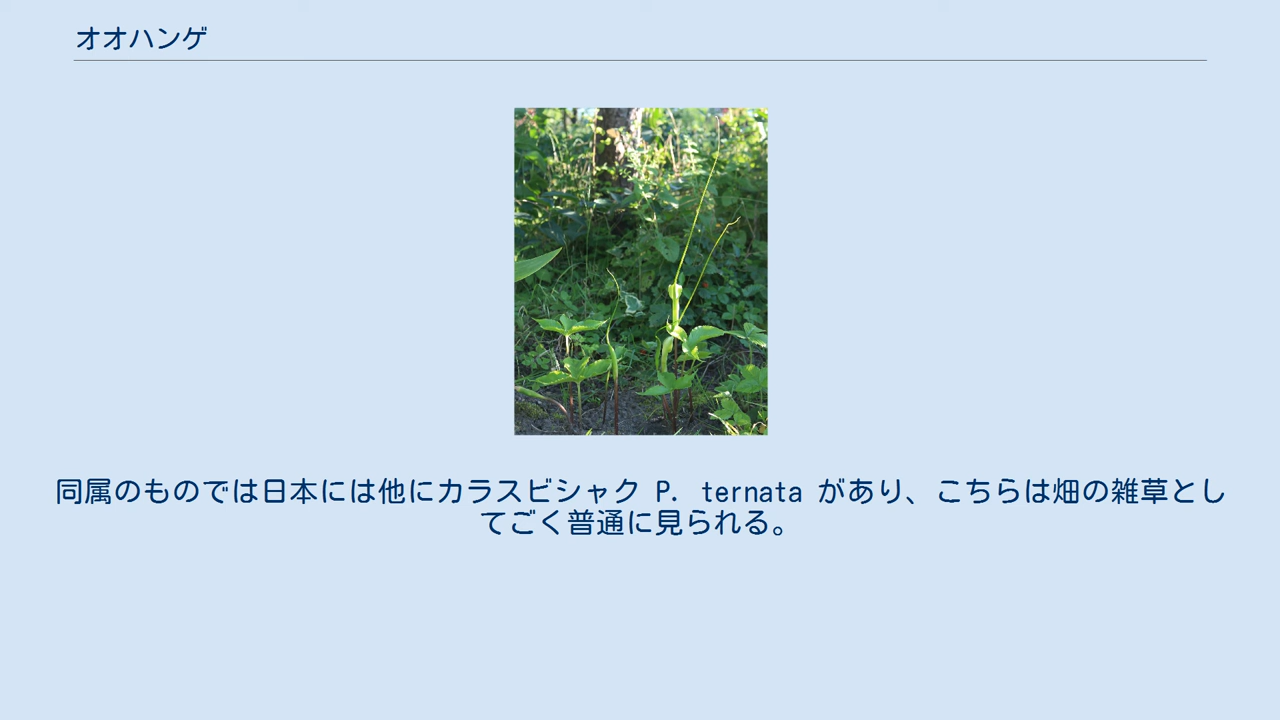 オオハンゲ
同属のものでは日本には他にカラスビシャク P. ternata があり、こちらは畑の雑草とし
てごく普通に見られる。